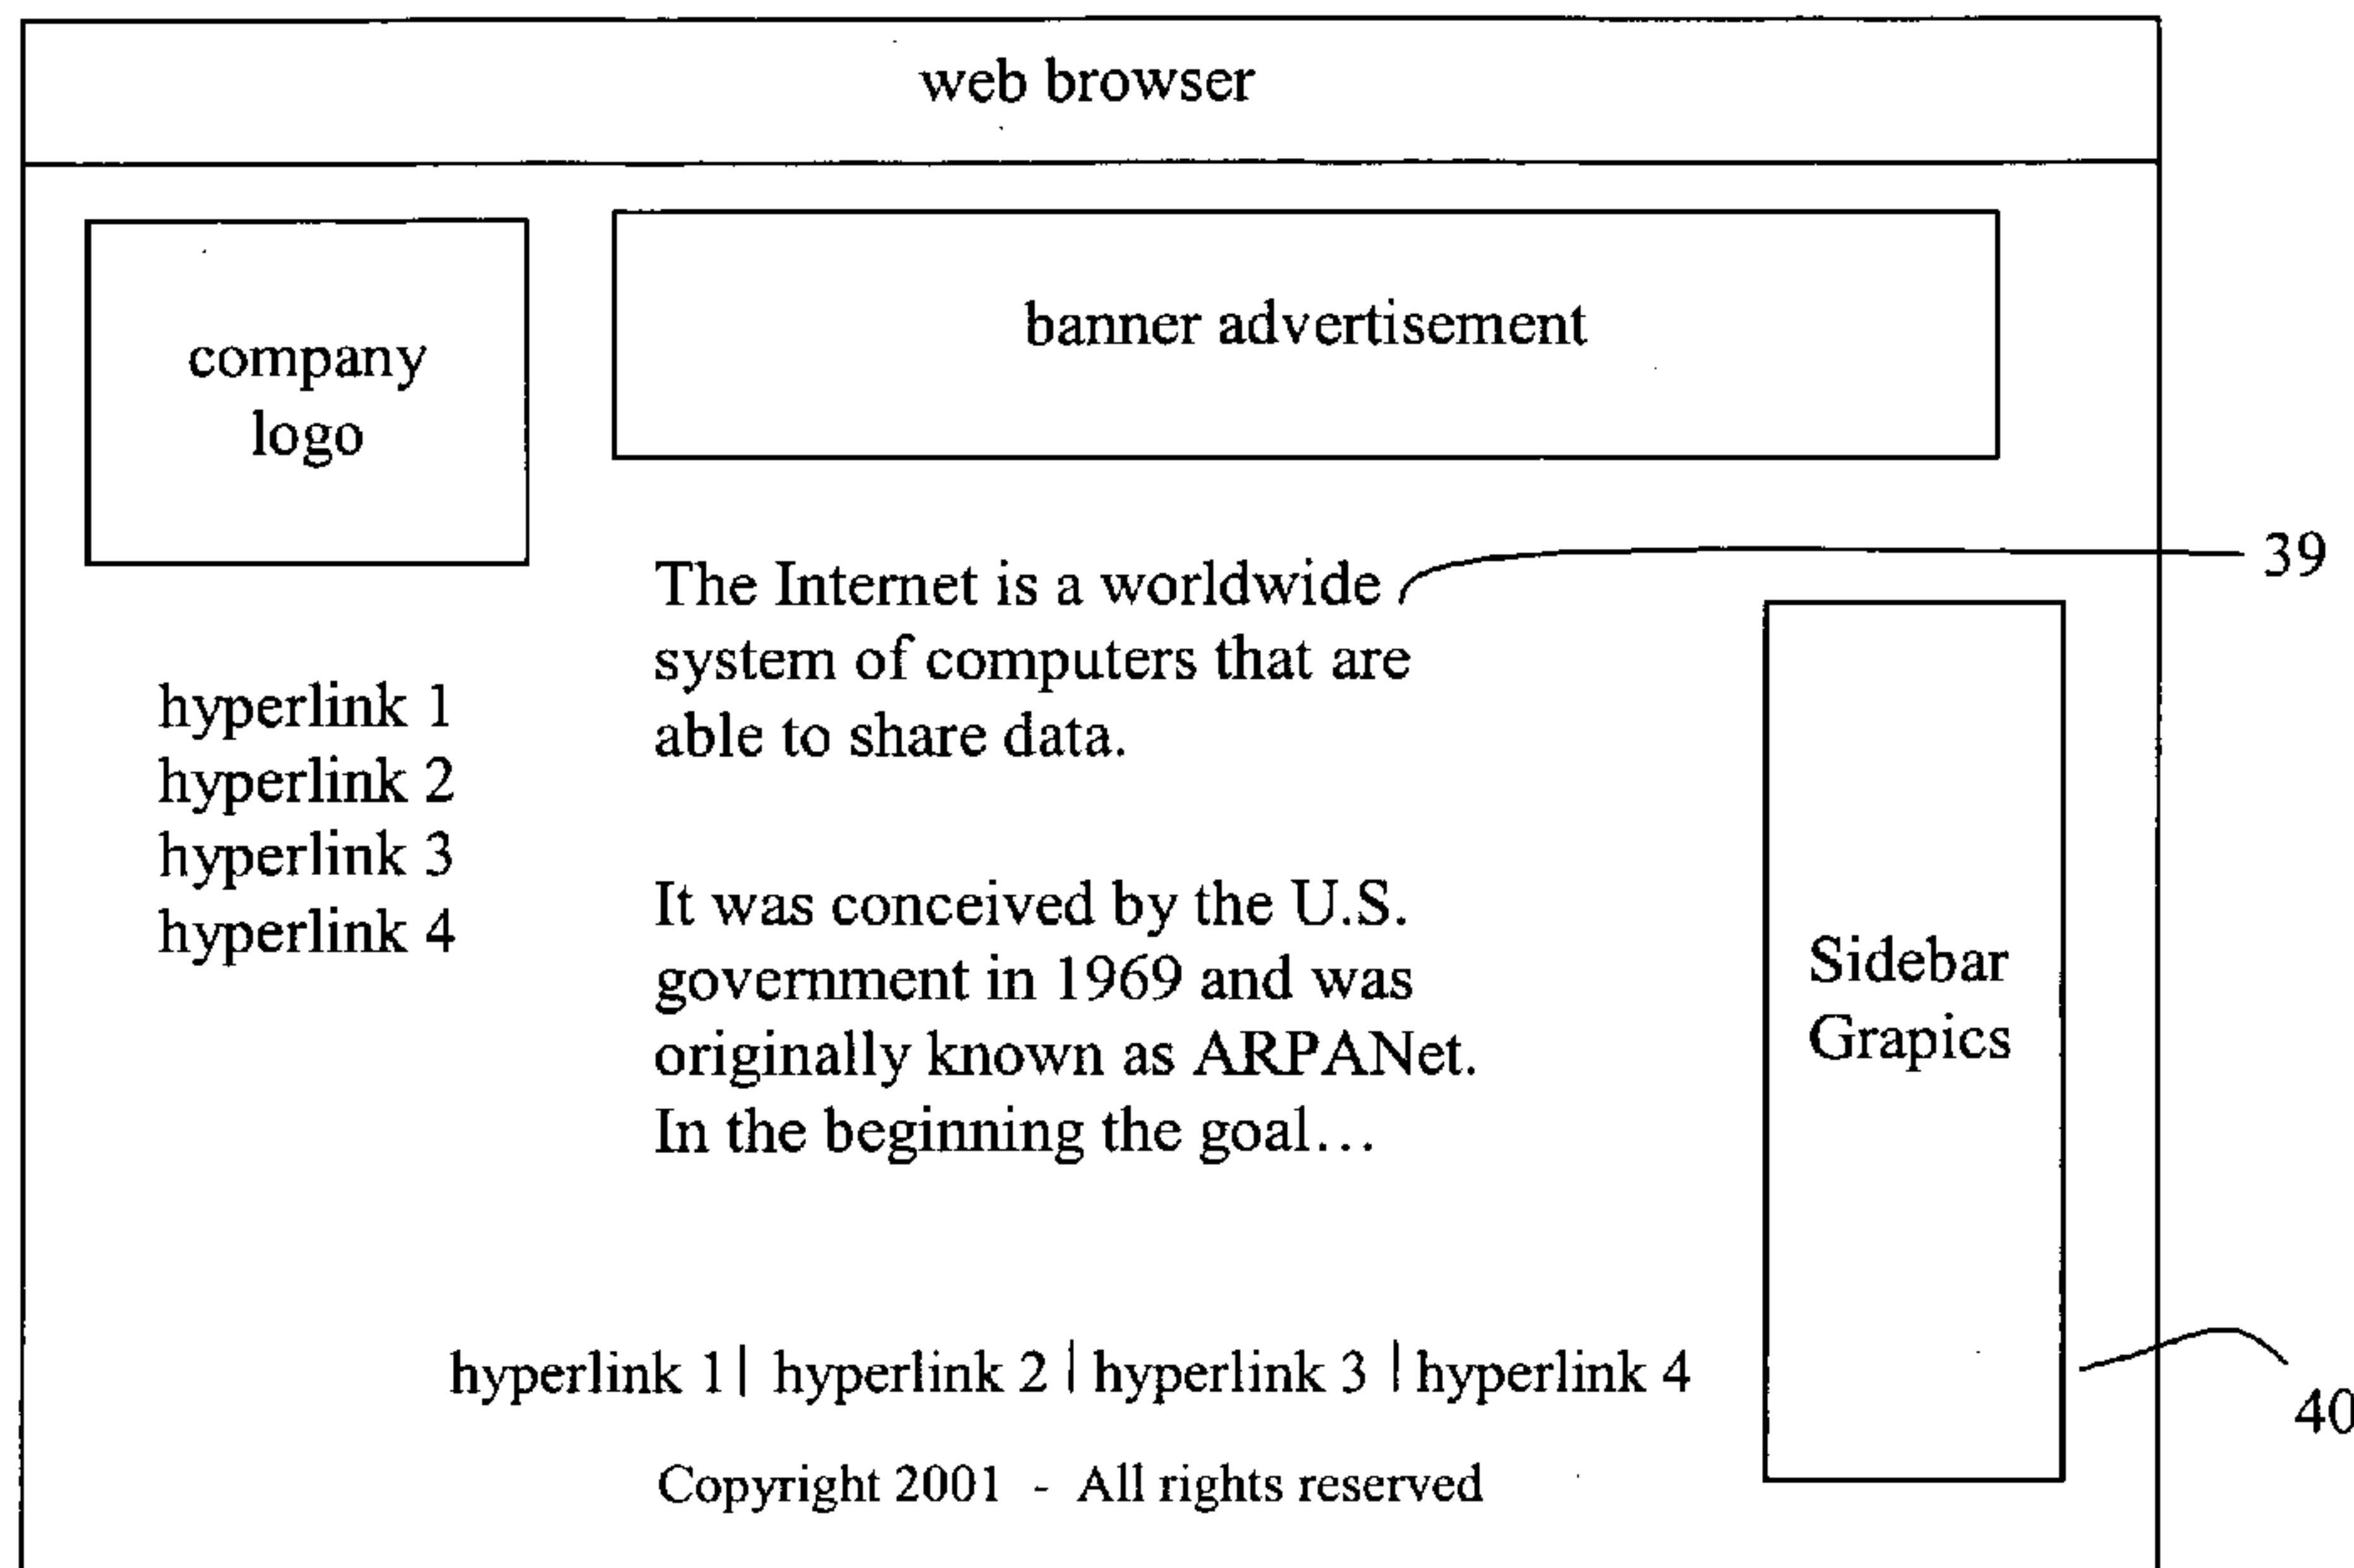 web browser
company
logo
banner advertisement
39
The Internet is a worldwide
system of computers that are
able to share data.
hyperlink 1
hyperlink 2
hyperlink 3
hyperlink 4
It was conceived by the U.S.
government in 1969 and was
originally known as ARPANet.
In the beginning the goal...
Sidebar
Grapics
hyperlink 1| hyperlink 2 | hyperlink 3 | hyperlink 4
40
Copyright 2001 - All rights reserved